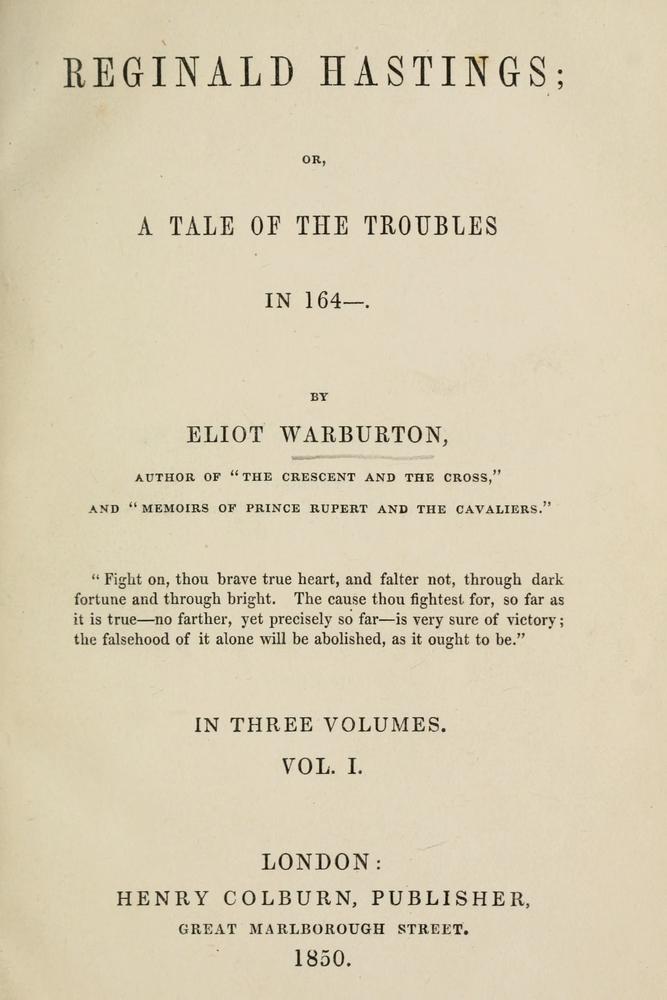 REGINALD HASTINGS;
OR,
A TALE OF THE TROUBLES
IN 164—.
BY
ELIOT WARBURTON,
AUTHOR OF “THE CRESCENT AND THE CROSS,”
AND “MEMOIRS OF PRINCE RUPERT AND THE CAVALIERS.”
“Fight on, thou brave true heart, and falter not, through dark
fortune and through bright. The cause thou fightest for, so far as
it is true—no farther, yet precisely so far—is very sure of victory;
the falsehood of it alone will be abolished, as it ought to be.”
IN THREE VOLUMES.
VOL. I.
LONDON:
HENRY COLBURN, PUBLISHER,
GREAT MARLBOROUGH STREET.
1850.